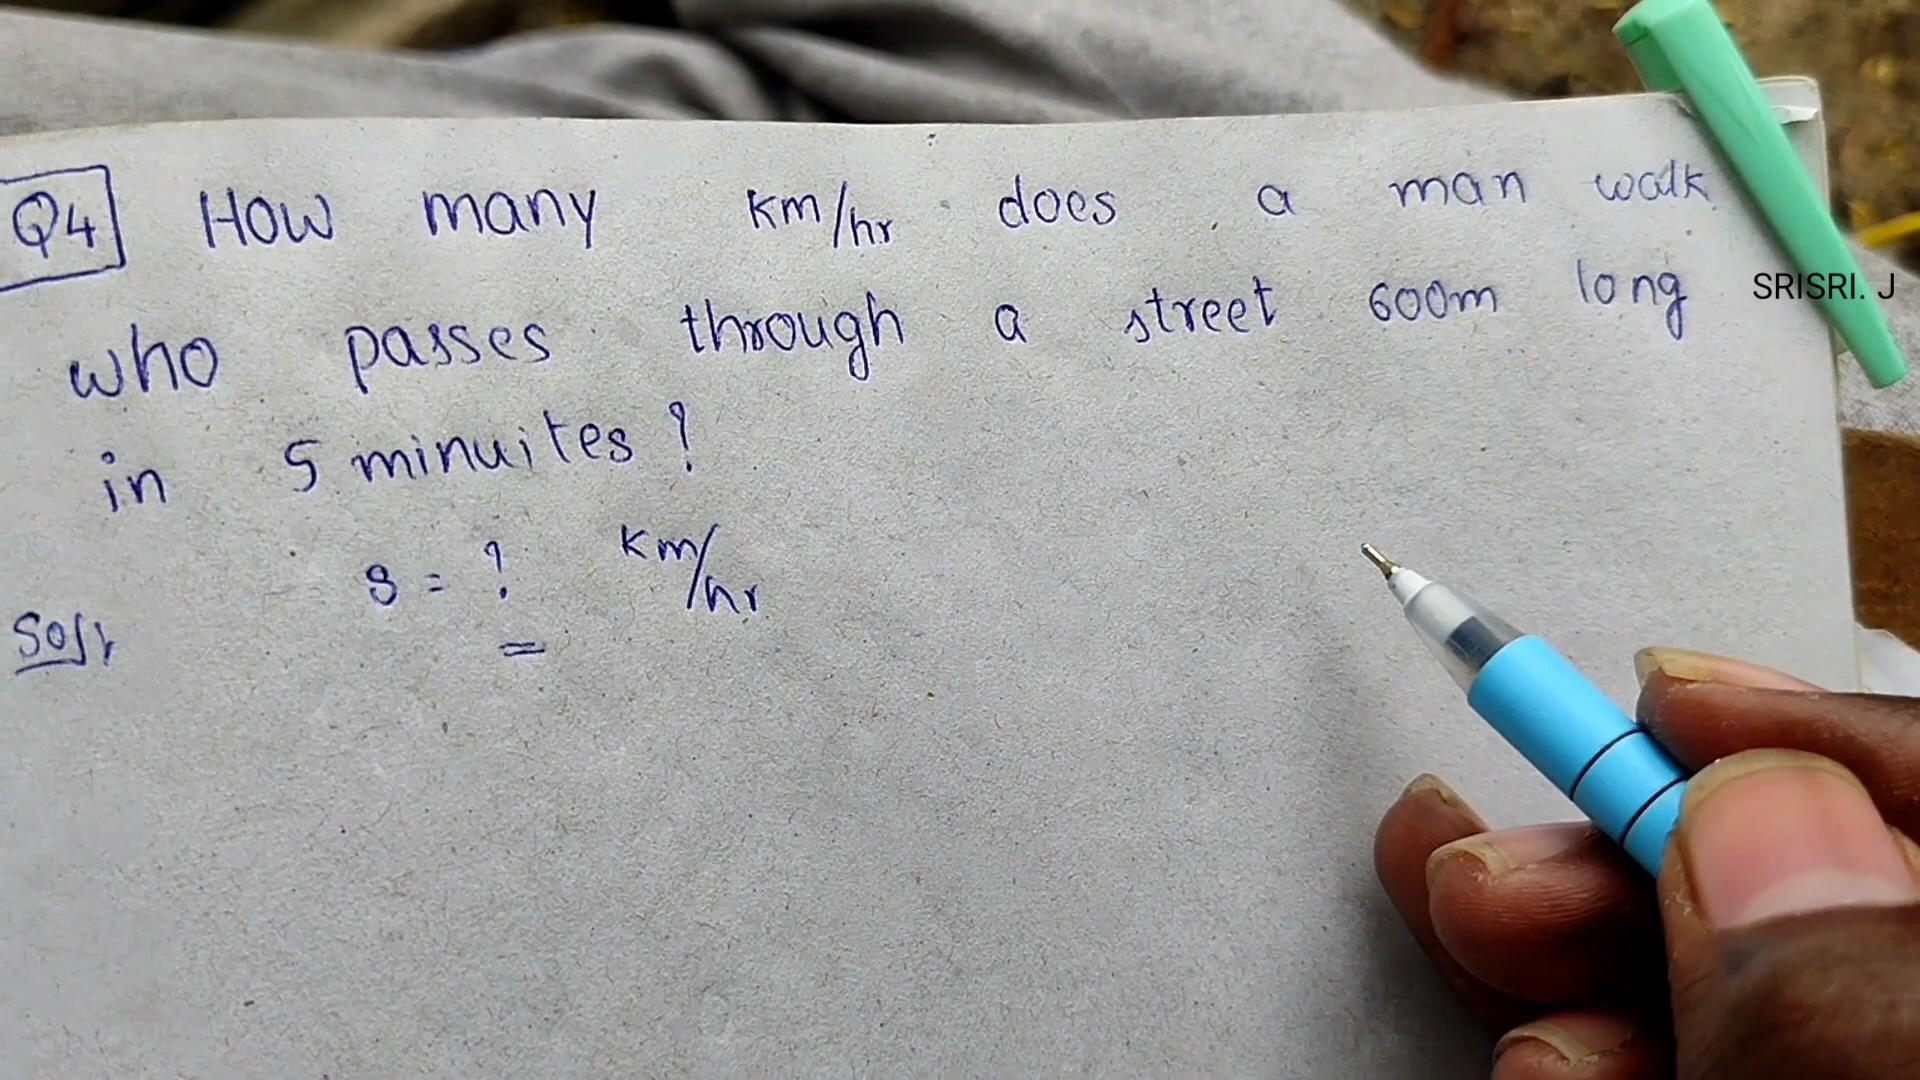 Q4 How many km/hr does a man walk
who passes through a street 600m long
in 5 minuites?
s = ? km/hr
Soln
SRISRI. J